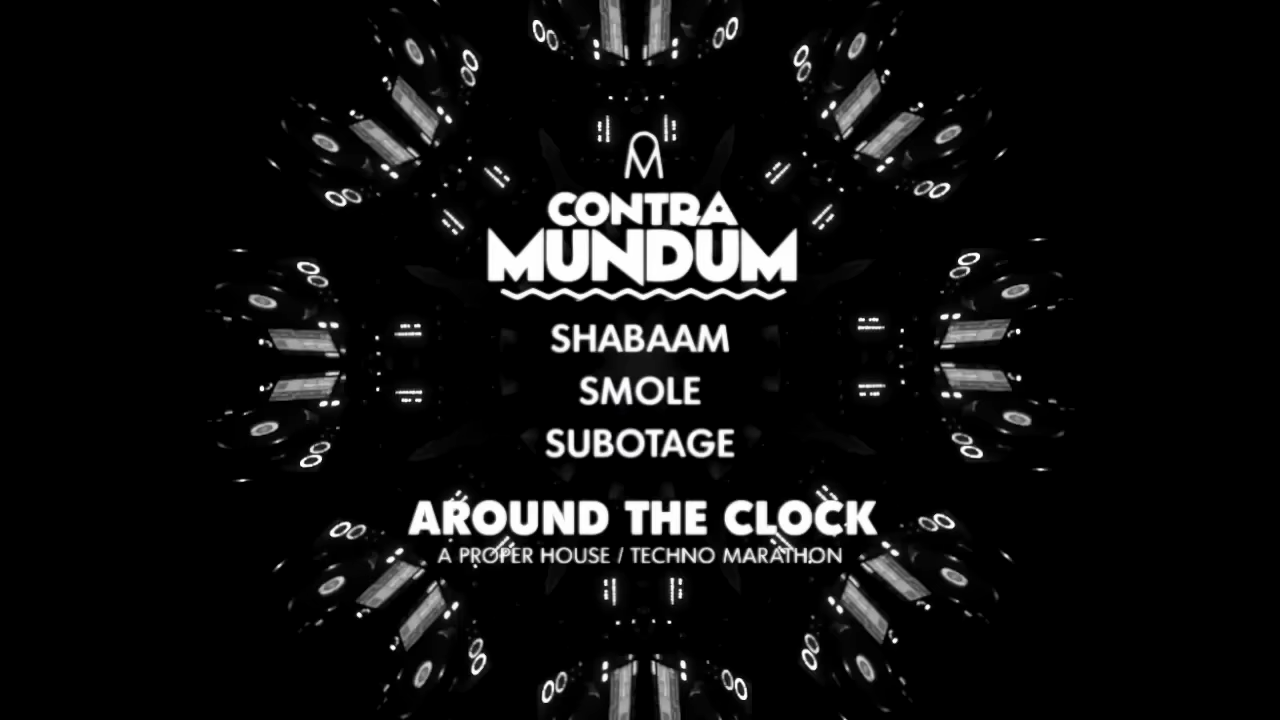 CONTRA
MUNDUM
SHABAAM
SMOLE
SUBOTAGE
AROUND THE CLOCK
A PROPER HOUSE / TECHNO MARATHON